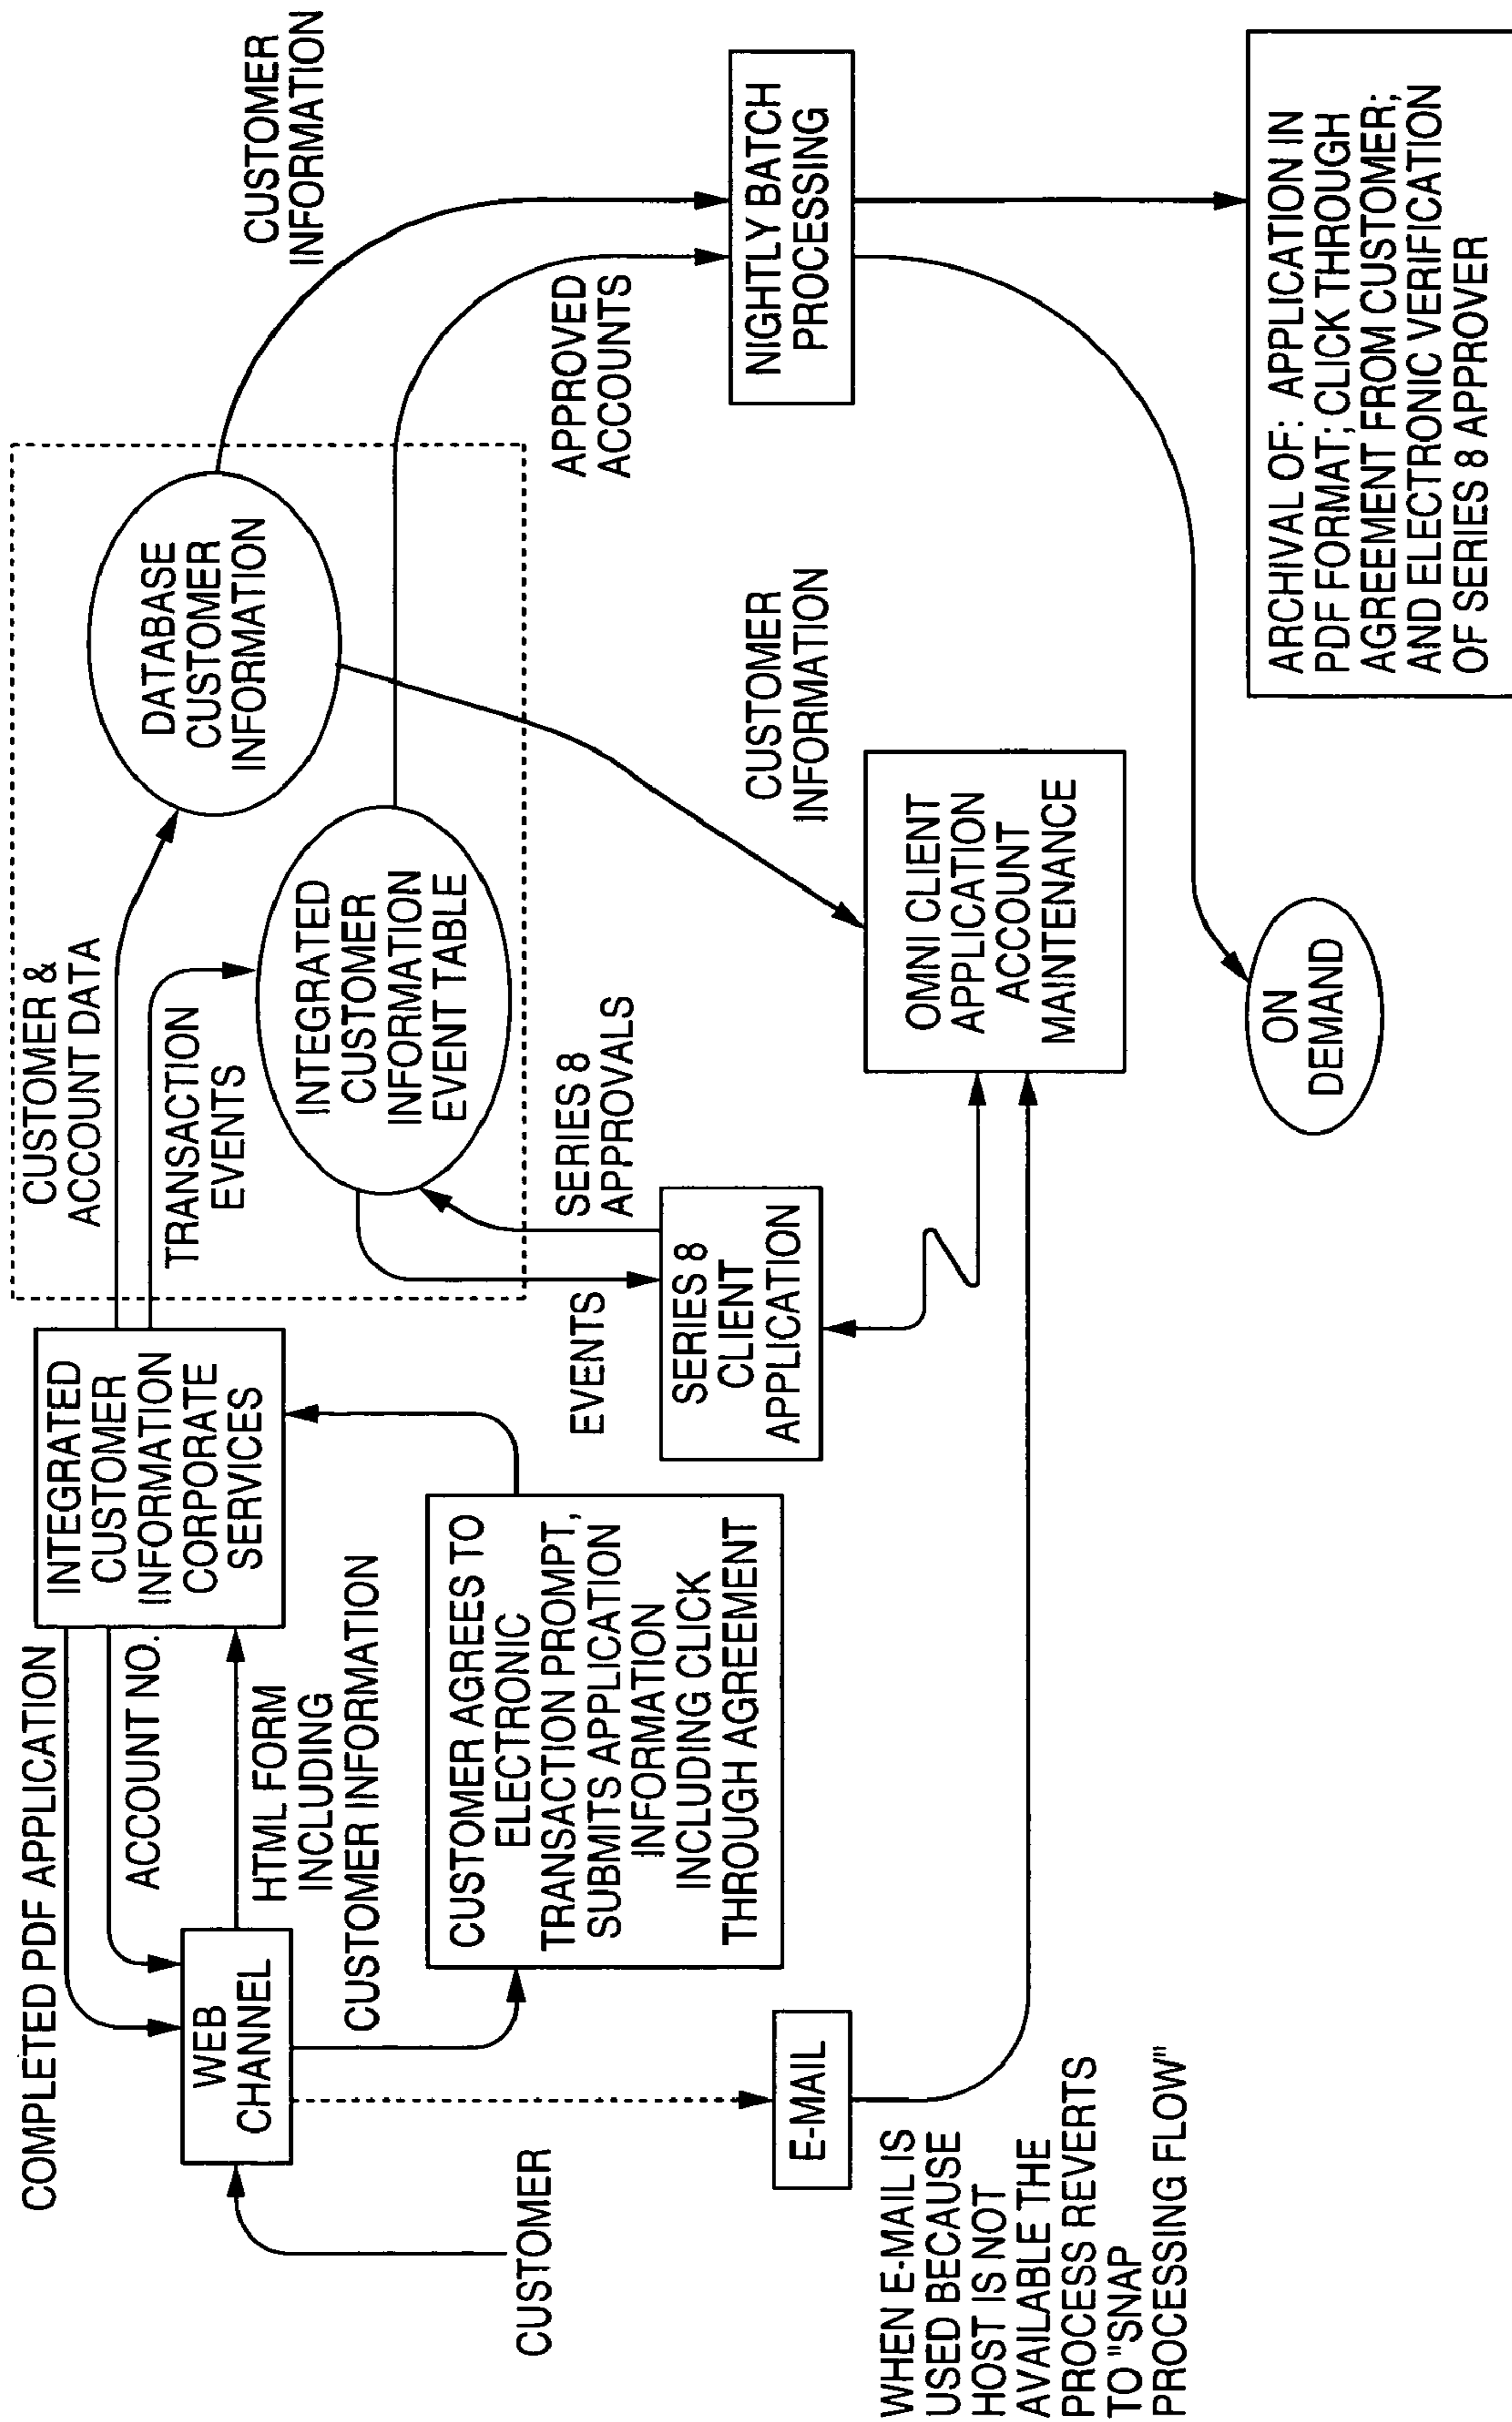 COMPLETED PDF APPLICATION
ACCOUNT NO.
WEB
CHANNEL
HTML FORM
INCLUDING
CUSTOMER INFORMATION
CUSTOMER
INTEGRATED
CUSTOMER
INFORMATION
CORPORATE
SERVICES
CUSTOMER AGREES TO
ELECTRONIC
TRANSACTION PROMPT,
SUBMITS APPLICATION
INFORMATION
INCLUDING CLICK
THROUGH AGREEMENT
E-MAIL
WHEN E-MAIL IS
USED BECAUSE
HOST IS NOT
AVAILABLE THE
PROCESS REVERTS
TO "SNAP
PROCESSING FLOW"
CUSTOMER &
ACCOUNT DATA
TRANSACTION
EVENTS
DATABASE
CUSTOMER
INFORMATION
INTEGRATED
CUSTOMER
INFORMATION
EVENT TABLE
EVENTS
SERIES 8
APPROVALS
SERIES 8
CLIENT
APPLICATION
CUSTOMER
INFORMATION
OMNI CLIENT
APPLICATION
ACCOUNT
MAINTENANCE
CUSTOMER
INFORMATION
APPROVED
ACCOUNTS
NIGHTLY BATCH
PROCESSING
ON
DEMAND
ARCHIVAL OF: APPLICATION IN
PDF FORMAT; CLICK THROUGH
AGREEMENT FROM CUSTOMER;
AND ELECTRONIC VERIFICATION
OF SERIES 8 APPROVER